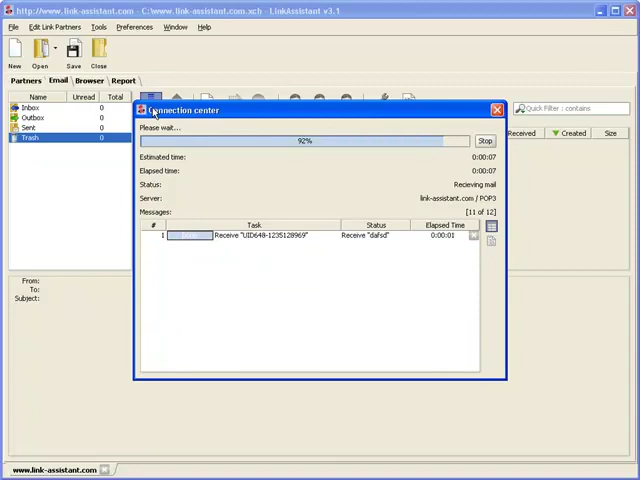 http://www.link-assistant.com - C:\www.link-assistant.com.xch - LinkAssistant v3.1
File Edit Link Partners Tools Preferences Window Help
New Open Save Close
Partners Email Browser Report
Name Unread Total
Inbox 0 0
Outbox 0 0
Sent 0 0
Trash 0 0
Quick Filter : contains
Received Created Size
Connection center
Please wait...
92%
Stop
Estimated time: 0:00:07
Elapsed time: 0:00:07
Status: Recieving mail
Server: link-assistant.com / POP3
Messages: [11 of 12]
# Task Status Elapsed Time
1 Receive "UID648-1235128969" Receive "dafsd" 0:00:01
From:
To:
Subject:
www.link-assistant.com